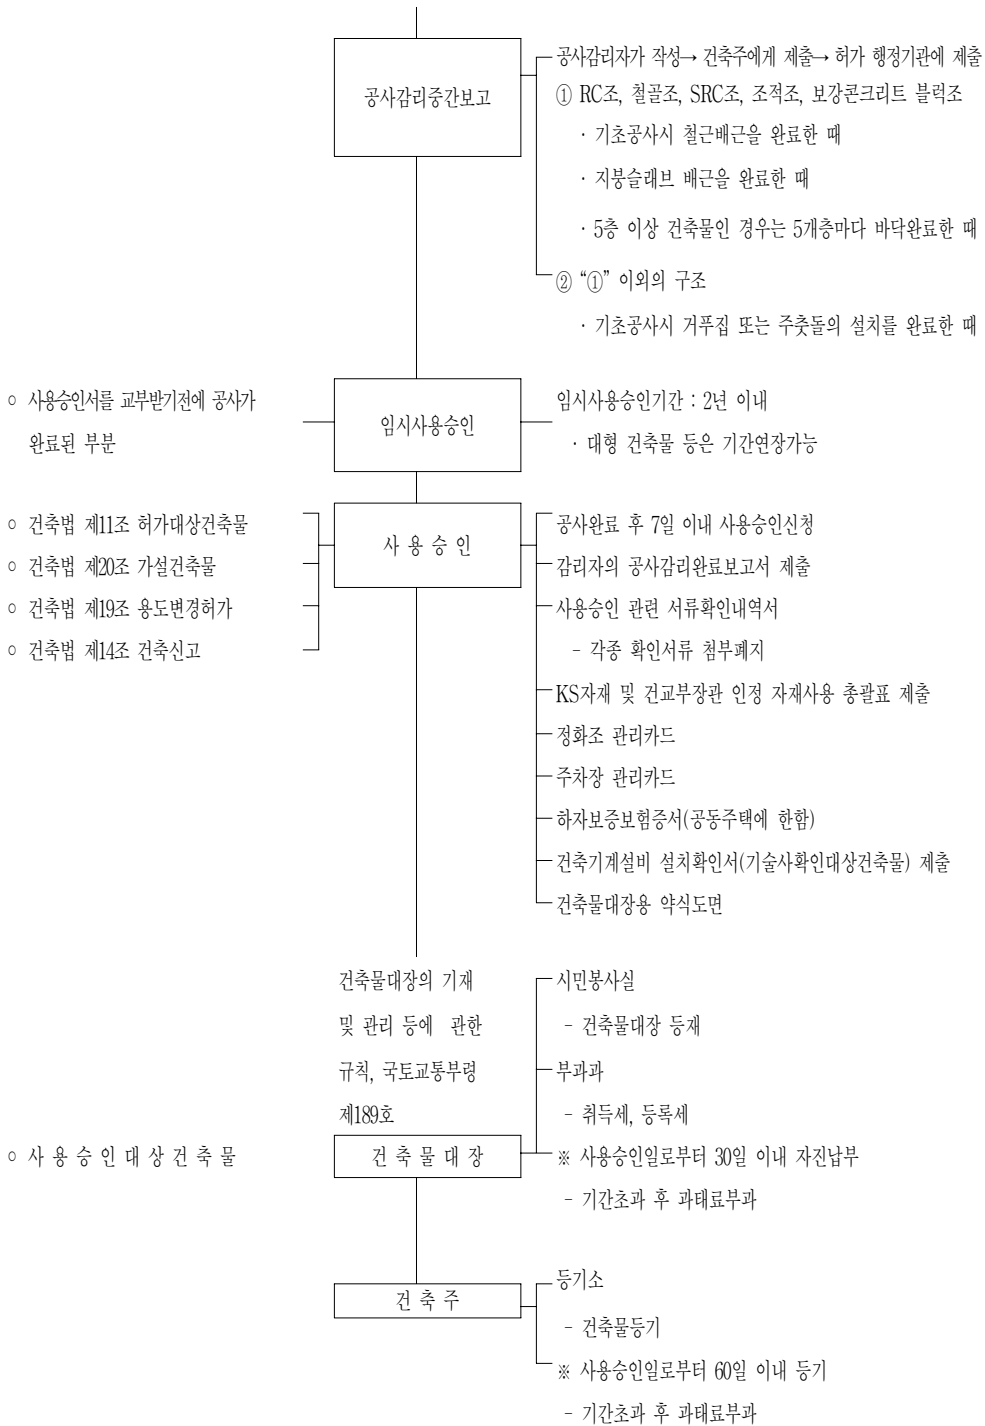 공사감리중간보고
공사감리자가 작성→ 건축주에게 제출→ 허가 행정기관에 제출
① RC조, 철골조, SRC조, 조적조, 보강콘크리트 블럭조
· 기초공사시 철근배근을 완료한 때
· 지붕슬래브 배근을 완료한 때
· 5층 이상 건축물인 경우는 5개층마다 바닥완료한 때
② “①” 이외의 구조
· 기초공사시 거푸집 또는 주춧돌의 설치를 완료한 때
○ 사용승인서를 교부받기전에 공사가
완료된 부분
임시사용승인
임시사용승인기간 : 2년 이내
· 대형 건축물 등은 기간연장가능
○ 건축법 제11조 허가대상건축물
○ 건축법 제20조 가설건축물
○ 건축법 제19조 용도변경허가
○ 건축법 제14조 건축신고
사 용 승 인
공사완료 후 7일 이내 사용승인신청
감리자의 공사감리완료보고서 제출
사용승인 관련 서류확인내역서
- 각종 확인서류 첨부폐지
KS자재 및 건교부장관 인정 자재사용 총괄표 제출
정화조 관리카드
주차장 관리카드
하자보증보험증서(공동주택에 한함)
건축기계설비 설치확인서(기술사확인대상건축물) 제출
건축물대장용 약식도면
건축물대장의 기재
및 관리 등에 관한
규칙, 국토교통부령
제189호
○ 사 용 승 인 대 상 건 축 물
건 축 물 대 장
시민봉사실
- 건축물대장 등재
부과과
- 취득세, 등록세
※ 사용승인일로부터 30일 이내 자진납부
- 기간초과 후 과태료부과
건 축 주
등기소
- 건축물등기
※ 사용승인일로부터 60일 이내 등기
- 기간초과 후 과태료부과